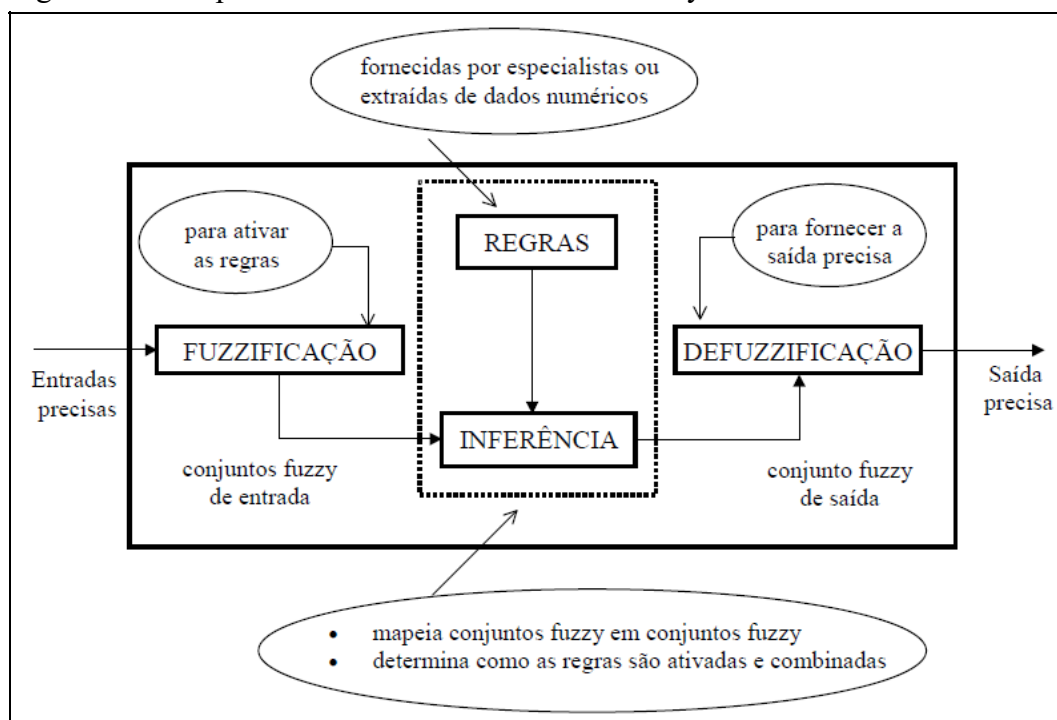 fornecidas por especialistas ou
extraídas de dados numéricos
para ativar
as regras
REGRAS
para fornecer a
saída precisa
FUZZIFICAÇÃO
DEFUZZIFICAÇÃO
Entradas
precisas
Saída
precisa
INFERÊNCIA
conjuntos fuzzy
de entrada
conjunto fuzzy
de saída
• mapeia conjuntos fuzzy em conjuntos fuzzy
• determina como as regras são ativadas e combinadas